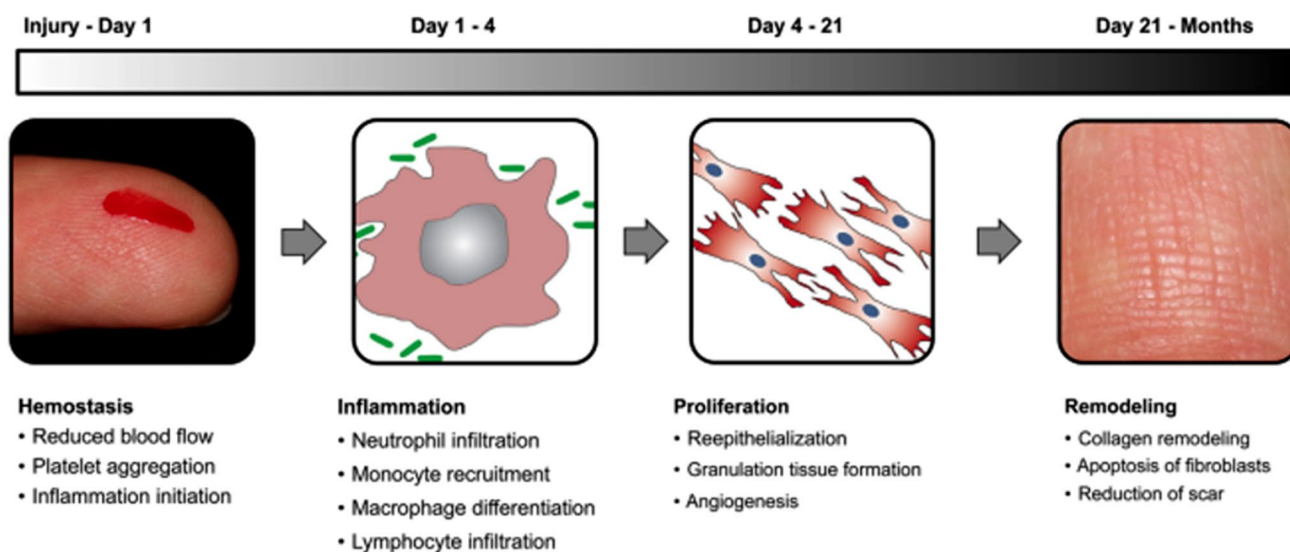 Injury - Day 1
Day 1 - 4
Day 4 - 21
Day 21 - Months
Hemostasis
• Reduced blood flow
• Platelet aggregation
• Inflammation initiation
Inflammation
• Neutrophil infiltration
• Monocyte recruitment
• Macrophage differentiation
• Lymphocyte infiltration
Proliferation
• Reepithelialization
• Granulation tissue formation
• Angiogenesis
Remodeling
• Collagen remodeling
• Apoptosis of fibroblasts
• Reduction of scar